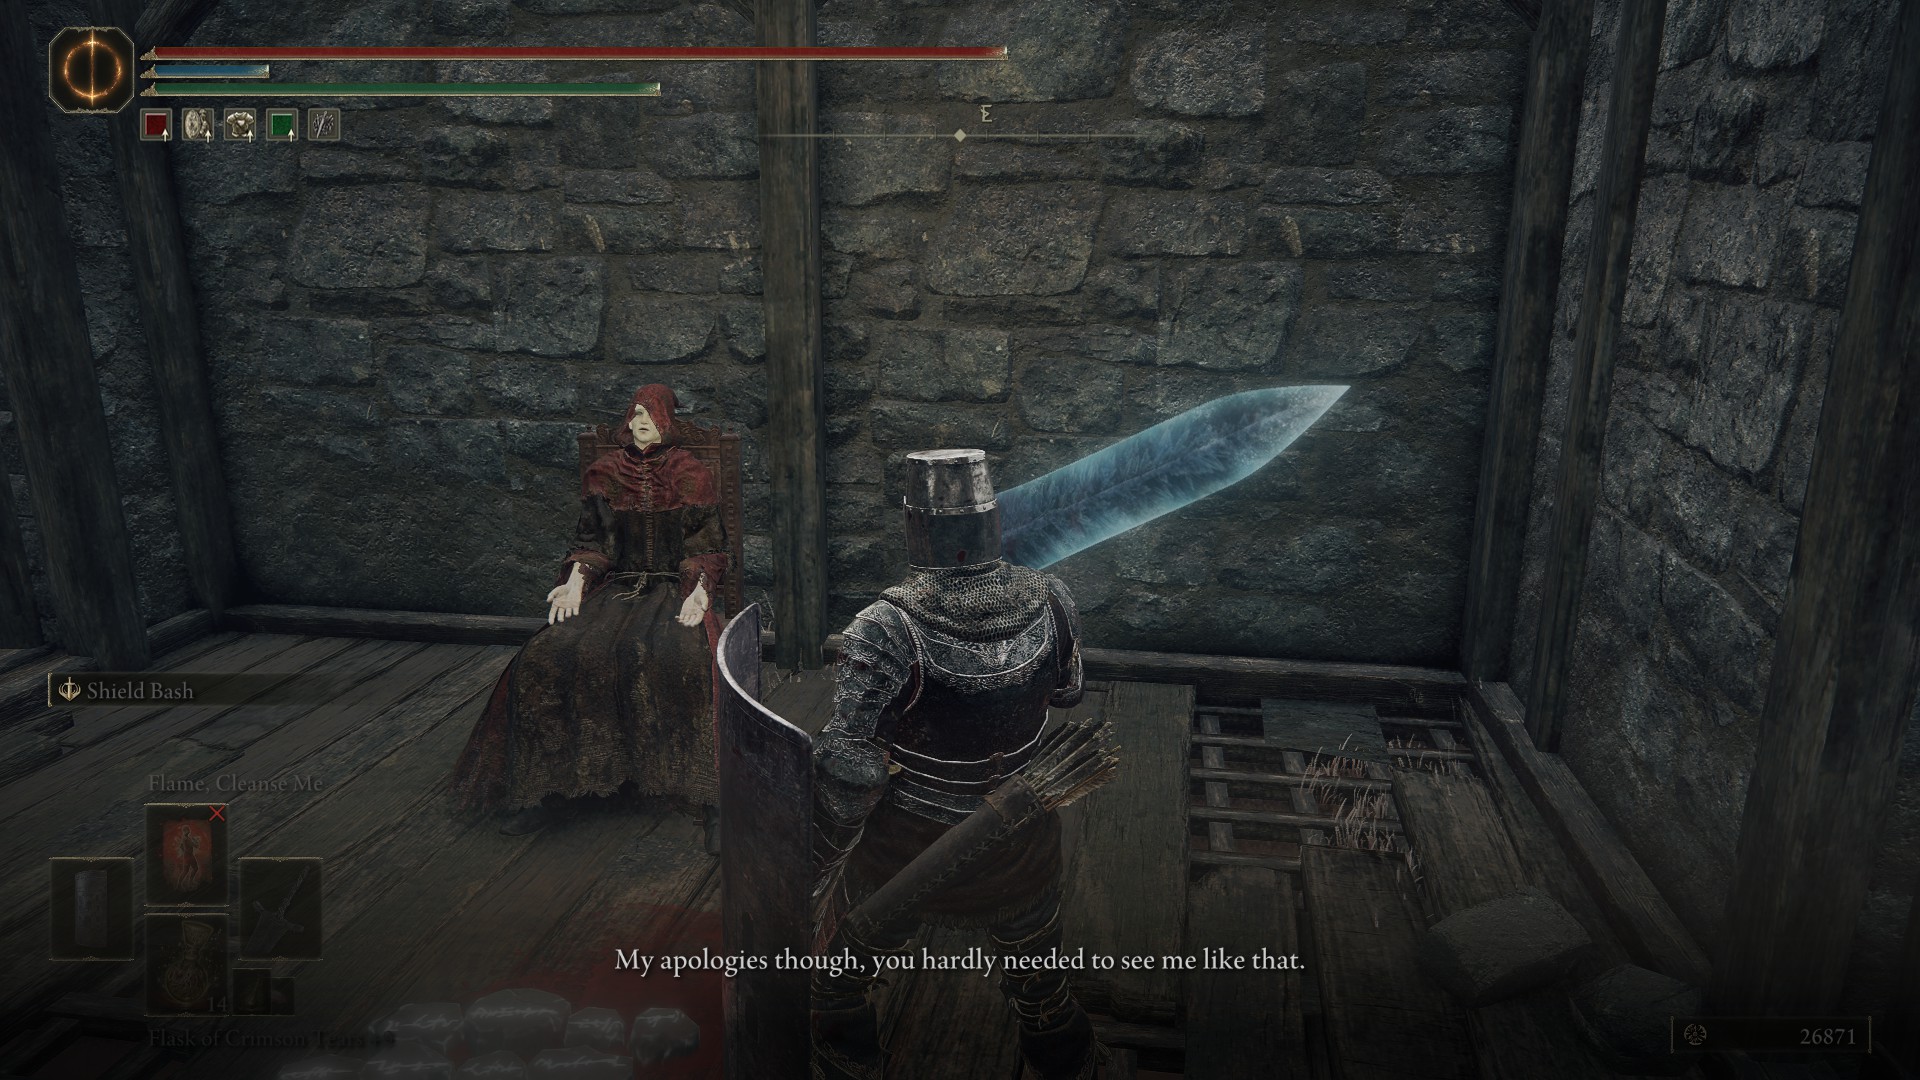 E
Shield Bash
Flame, Cleanse Me
14
Flask of Crimson Tears
My apologies though, you hardly needed to see me like that.
26871